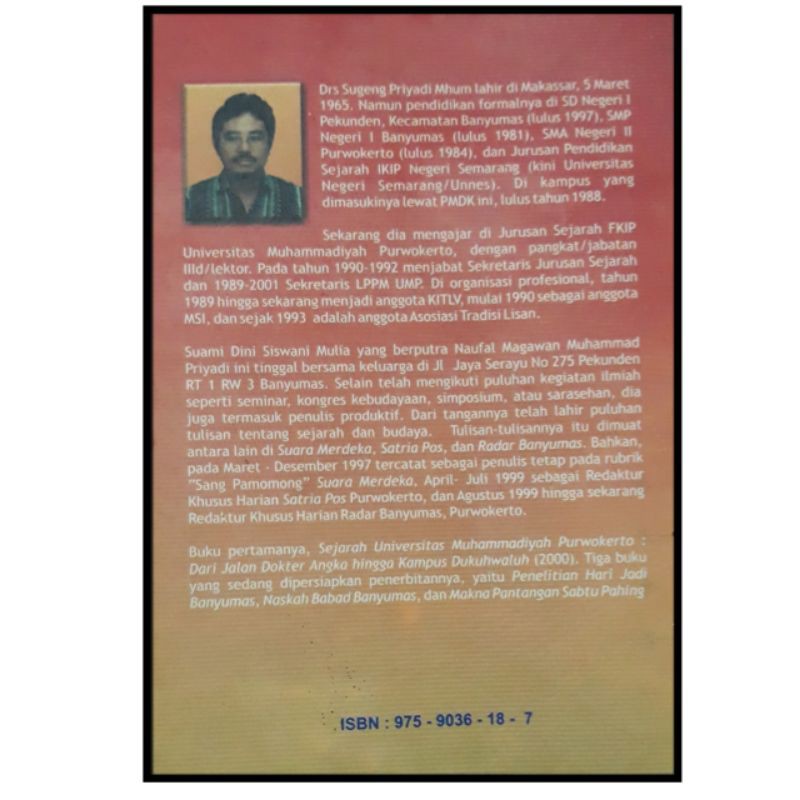 Drs Sugeng Priyadi Mhum lahir di Makassar, 5 Maret
1965. Namun pendidikan formalnya di SD Negeri I
Pekunden, Kecamatan Banyumas (lulus 1997), SMP
Negeri I Banyumas (lulus 1981), SMA Negeri II
Purwokerto (lulus 1984), dan Jurusan Pendidikan
Sejarah IKIP Negeri Semarang (kini Universitas
Negeri Semarang/Unnes). Di kampus yang
dimasukinya lewat PMDK ini, lulus tahun 1988.
Sekarang dia mengajar di Jurusan Sejarah FKIP
Universitas Muhammadiyah Purwokerto, dengan pangkat/jabatan
IIId/lektor. Pada tahun 1990-1992 menjabat Sekretaris Jurusan Sejarah
dan 1989-2001 Sekretaris LPPM UMP. Di organisasi profesional, tahun
1989 hingga sekarang menjadi anggota KITLV, mulai 1990 sebagai anggota
MSI, dan sejak 1993 adalah anggota Asosiasi Tradisi Lisan.
Suami Dini Siswani Mulia yang berputra Naufal Magawan Muhammad
Priyadi ini tinggal bersama keluarga di Jl Jaya Serayu No 275 Pekunden
RT 1 RW 3 Banyumas. Selain telah mengikuti puluhan kegiatan ilmiah
seperti seminar, kongres kebudayaan, simposium, atau sarasehan, dia
juga termasuk penulis produktif. Dari tangannya telah lahir puluhan
tulisan tentang sejarah dan budaya. Tulisan-tulisannya itu dimuat
antara lain di Suara Merdeka, Satria Pos, dan Radar Banyumas. Bahkan,
pada Maret - Desember 1997 tercatat sebagai penulis tetap pada rubrik
"Sang Pamomong" Suara Merdeka, April- Juli 1999 sebagai Redaktur
Khusus Harian Satria Pos Purwokerto, dan Agustus 1999 hingga sekarang
Redaktur Khusus Harian Radar Banyumas, Purwokerto.
Buku pertamanya, Sejarah Universitas Muhammadiyah Purwokerto :
Dari Jalan Dokter Angka hingga Kampus Dukuhwaluh (2000). Tiga buku
yang sedang dipersiapkan penerbitannya, yaitu Penelitian Hari Jadi
Banyumas, Naskah Babad Banyumas, dan Makna Pantangan Sabtu Pahing
ISBN : 975 - 9036 - 18 - 7